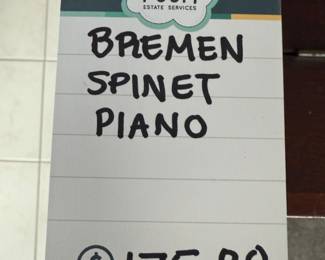 ESTATE SERVICES
BREMEN
SPINET
PIANO